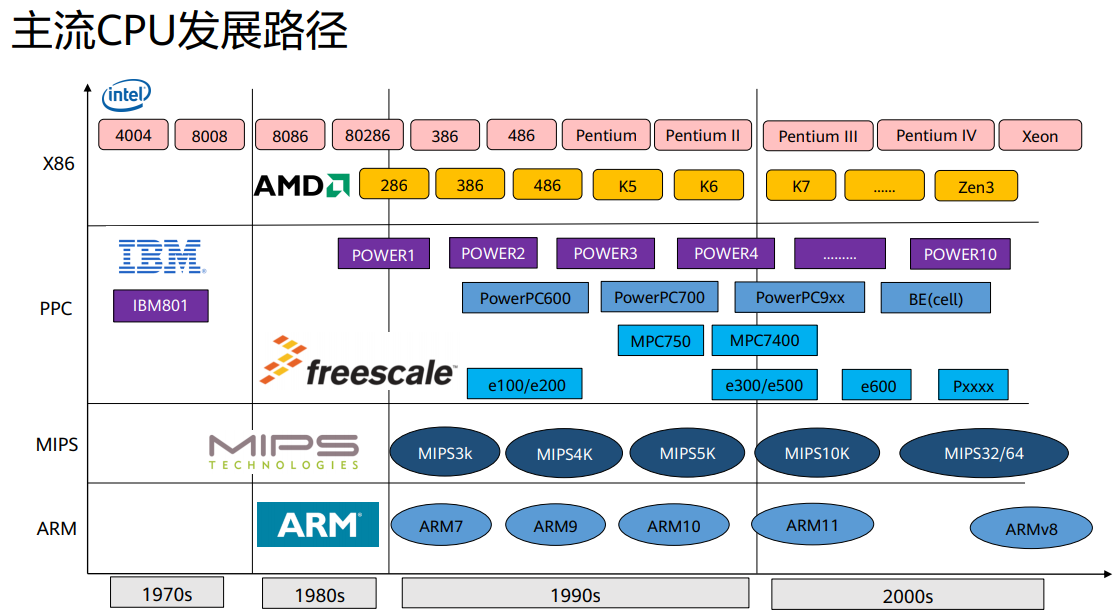 主流CPU发展路径
intel
4004 8008 8086 80286 386 486 Pentium Pentium II Pentium III Pentium IV Xeon
X86
AMD 286 386 486 K5 K6 K7 ...... Zen3
IBM POWER1 POWER2 POWER3 POWER4 ......... POWER10
PPC IBM801 PowerPC600 PowerPC700 PowerPC9xx BE(cell)
MPC750 MPC7400
freescale™ e100/e200 e300/e500 e600 Pxxxx
MIPS MIPS TECHNOLOGIES MIPS3k MIPS4K MIPS5K MIPS10K MIPS32/64
ARM ARM® ARM7 ARM9 ARM10 ARM11 ARMv8
1970s 1980s 1990s 2000s